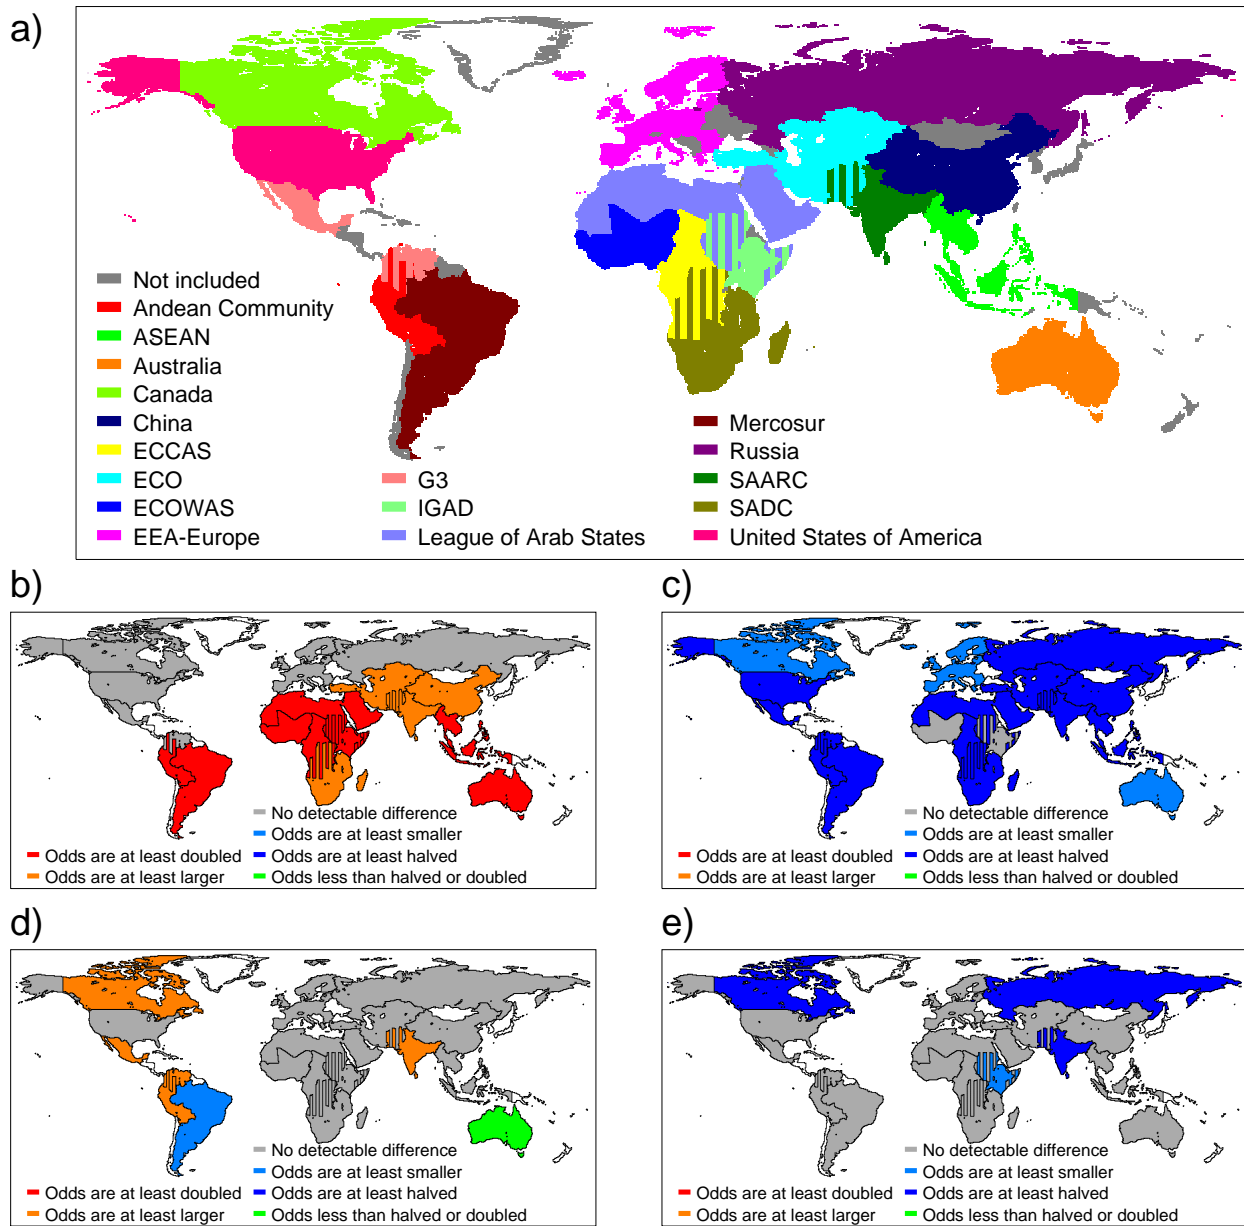 a)
Not included
Andean Community
ASEAN
Australia
Canada
China
ECCAS
ECO
ECOWAS
EEA-Europe
G3
IGAD
League of Arab States
Mercosur
Russia
SAARC
SADC
United States of America
b)
No detectable difference
Odds are at least smaller
Odds are at least doubled
Odds are at least halved
Odds are at least larger
Odds less than halved or doubled
c)
No detectable difference
Odds are at least smaller
Odds are at least doubled
Odds are at least halved
Odds are at least larger
Odds less than halved or doubled
d)
No detectable difference
Odds are at least smaller
Odds are at least doubled
Odds are at least halved
Odds are at least larger
Odds less than halved or doubled
e)
No detectable difference
Odds are at least smaller
Odds are at least doubled
Odds are at least halved
Odds are at least larger
Odds less than halved or doubled